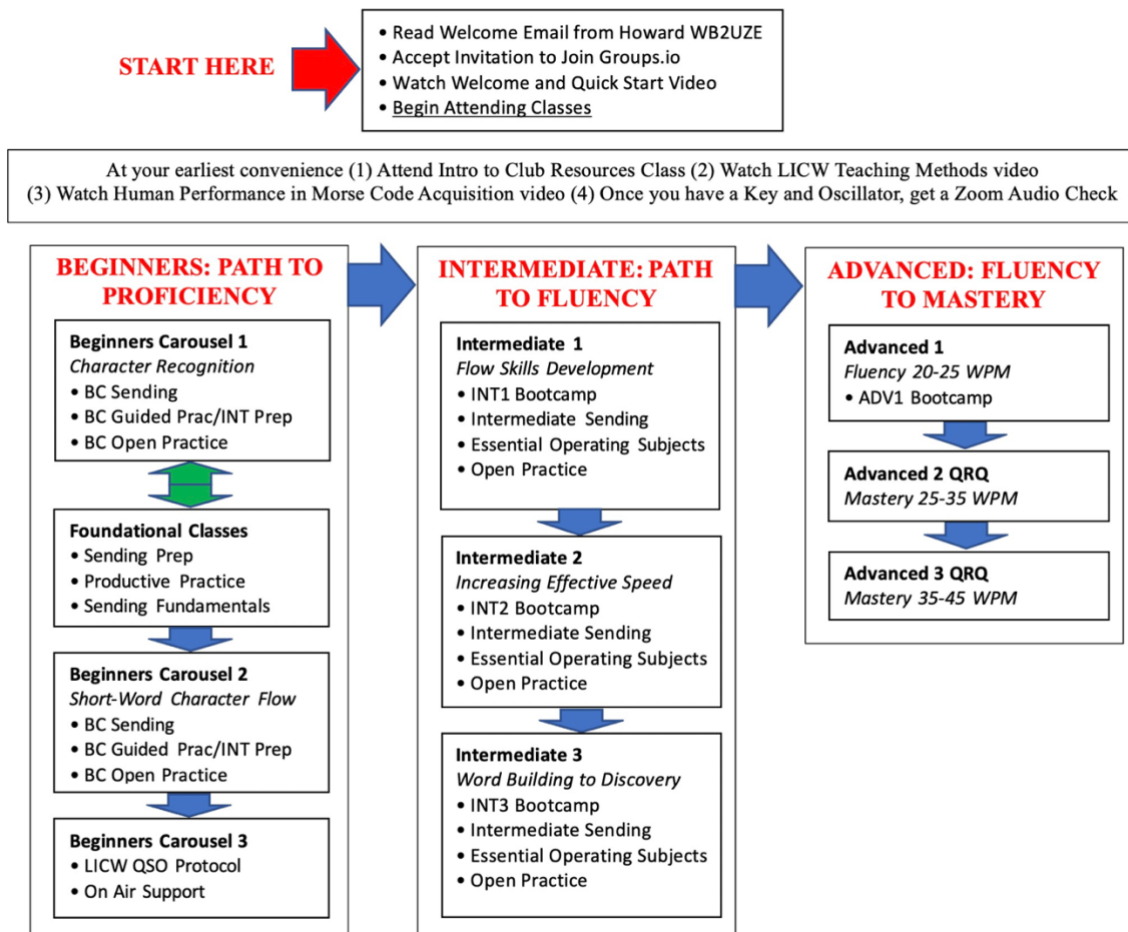 START HERE
• Read Welcome Email from Howard WB2UZE
• Accept Invitation to Join Groups.io
• Watch Welcome and Quick Start Video
• Begin Attending Classes
At your earliest convenience (1) Attend Intro to Club Resources Class (2) Watch LICW Teaching Methods video
(3) Watch Human Performance in Morse Code Acquisition video (4) Once you have a Key and Oscillator, get a Zoom Audio Check
BEGINNERS: PATH TO
PROFICIENCY
Beginners Carousel 1
Character Recognition
• BC Sending
• BC Guided Prac/INT Prep
• BC Open Practice
Foundational Classes
• Sending Prep
• Productive Practice
• Sending Fundamentals
Beginners Carousel 2
Short-Word Character Flow
• BC Sending
• BC Guided Prac/INT Prep
• BC Open Practice
Beginners Carousel 3
• LICW QSO Protocol
• On Air Support
INTERMEDIATE: PATH
TO FLUENCY
Intermediate 1
Flow Skills Development
• INT1 Bootcamp
• Intermediate Sending
• Essential Operating Subjects
• Open Practice
Intermediate 2
Increasing Effective Speed
• INT2 Bootcamp
• Intermediate Sending
• Essential Operating Subjects
• Open Practice
Intermediate 3
Word Building to Discovery
• INT3 Bootcamp
• Intermediate Sending
• Essential Operating Subjects
• Open Practice
ADVANCED: FLUENCY
TO MASTERY
Advanced 1
Fluency 20-25 WPM
• ADV1 Bootcamp
Advanced 2 QRQ
Mastery 25-35 WPM
Advanced 3 QRQ
Mastery 35-45 WPM